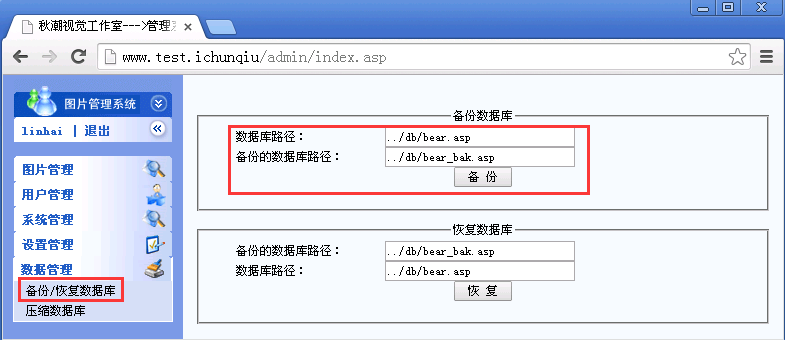 秋潮视觉工作室--->管理系
www.test.ichunqiu/admin/index.asp
图片管理系统
linhai | 退出
图片管理
用户管理
系统管理
设置管理
数据管理
备份/恢复数据库
压缩数据库
备份数据库
数据库路径： ../db/bear.asp
备份的数据库路径： ../db/bear_bak.asp
备 份
恢复数据库
备份的数据库路径： ../db/bear_bak.asp
数据库路径： ../db/bear.asp
恢 复